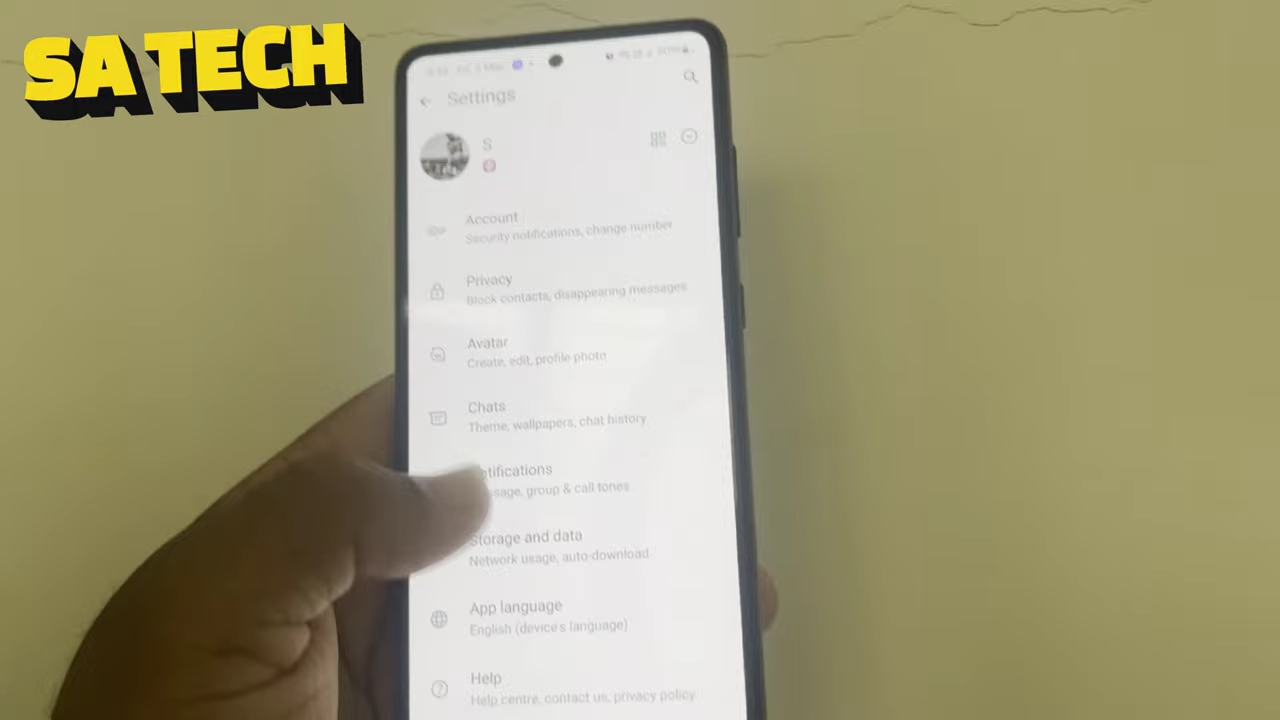 SA TECH
Settings
S
Account
Security notifications, change number
Privacy
Block contacts, disappearing messages
Avatar
Create, edit, profile photo
Chats
Theme, wallpapers, chat history
tifications
ssage, group & call tones
Storage and data
Network usage, auto-download
App language
English (device's language)
Help
Help centre, contact us, privacy policy